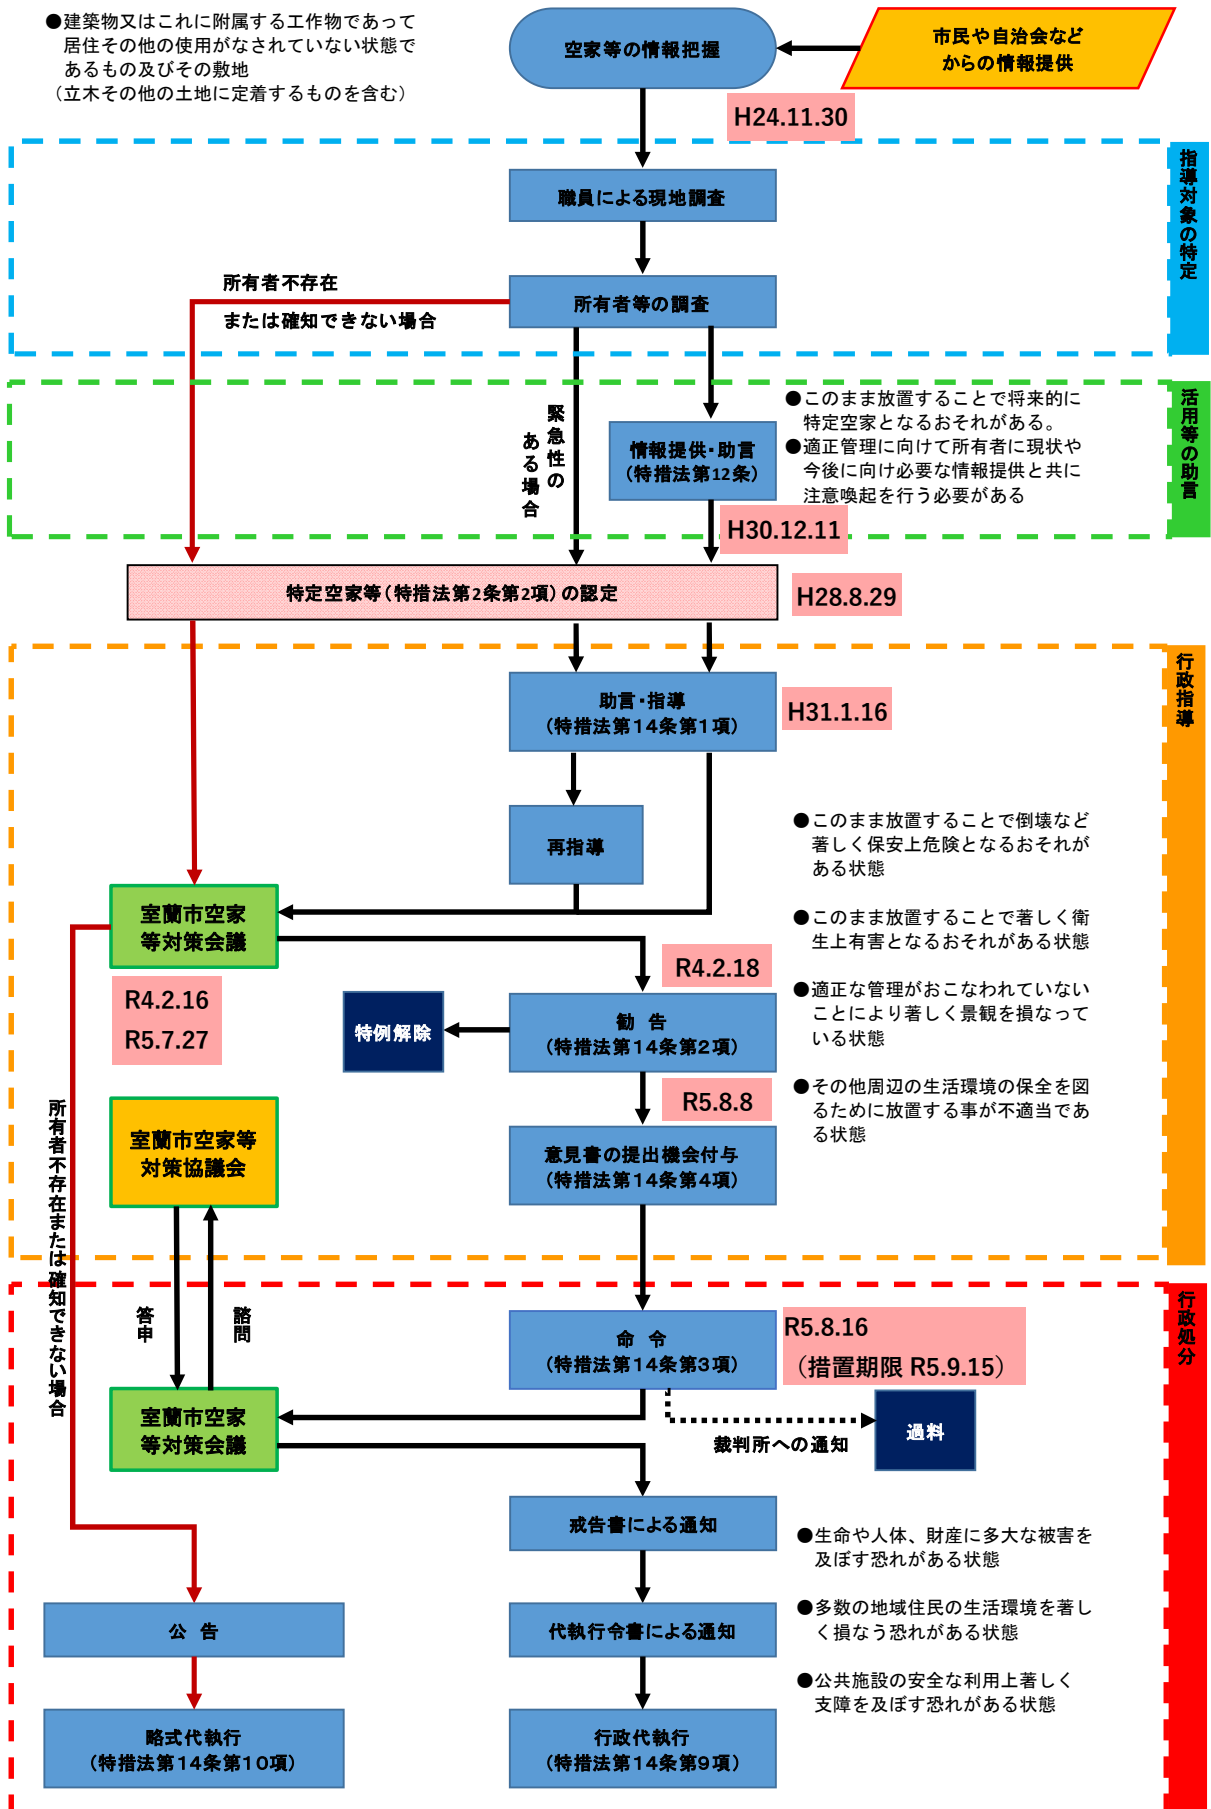 ●建築物又はこれに附属する工作物であって
居住その他の使用がなされていない状態で
あるもの及びその敷地
（立木その他の土地に定着するものを含む）
空家等の情報把握
市民や自治会など
からの情報提供
H24.11.30
指導対象の特定
職員による現地調査
所有者等の調査
所有者不存在
または確知できない場合
活用等の助言
緊急性の
ある場合
情報提供・助言
（特措法第12条）
●このまま放置することで将来的に
特定空家となるおそれがある。
●適正管理に向けて所有者に現状や
今後に向け必要な情報提供と共に
注意喚起を行う必要がある
H30.12.11
特定空家等（特措法第2条第2項）の認定
H28.8.29
行政指導
助言・指導
（特措法第１４条第１項）
H31.1.16
再指導
●このまま放置することで倒壊など
著しく保安上危険となるおそれが
ある状態
●このまま放置することで著しく衛
生上有害となるおそれがある状態
●適正な管理がおこなわれていない
ことにより著しく景観を損なって
いる状態
●その他周辺の生活環境の保全を図
るために放置する事が不適当であ
る状態
室蘭市空家
等対策会議
R4.2.16
R5.7.27
R4.2.18
勧 告
（特措法第１４条第２項）
特例解除
R5.8.8
意見書の提出機会付与
（特措法第１４条第４項）
室蘭市空家等
対策協議会
所有者不存在または確知できない場合
答申
諮問
行政処分
命 令
（特措法第１４条第３項）
R5.8.16
（措置期限 R5.9.15）
室蘭市空家
等対策会議
裁判所への通知
過料
戒告書による通知
●生命や人体、財産に多大な被害を
及ぼす恐れがある状態
●多数の地域住民の生活環境を著し
く損なう恐れがある状態
●公共施設の安全な利用上著しく
支障を及ぼす恐れがある状態
公 告
代執行令書による通知
略式代執行
（特措法第１４条第１０項）
行政代執行
（特措法第１４条第９項）